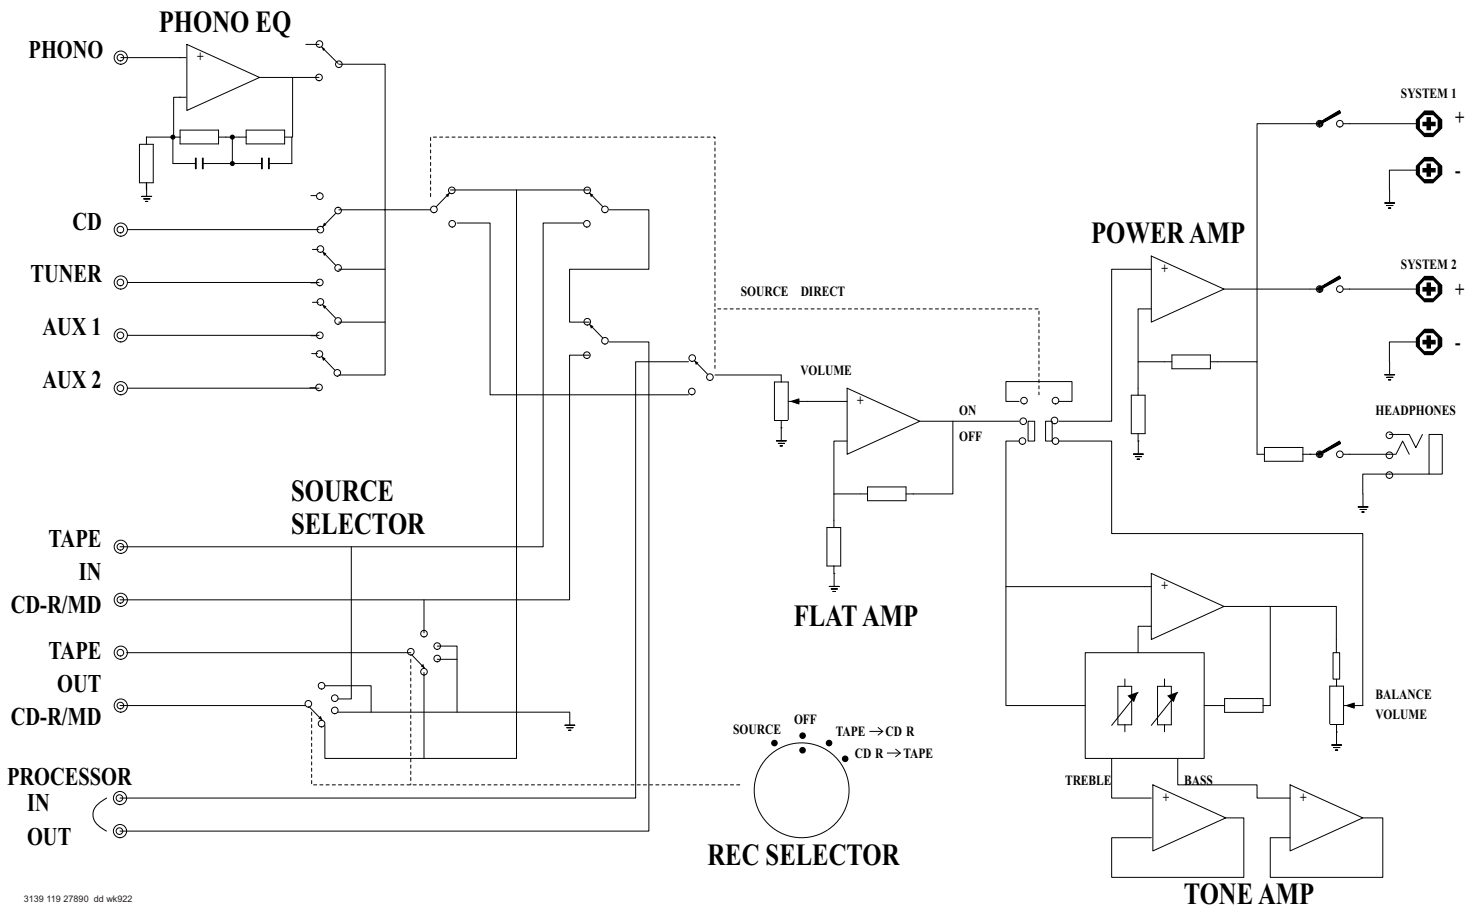 PHONO EQ
PHONO
+
SYSTEM 1
+
-
CD
POWER AMP
TUNER
SYSTEM 2
+
SOURCE DIRECT
+
AUX 1
-
AUX 2
VOLUME
+
ON
HEADPHONES
OFF
SOURCE
SELECTOR
TAPE
IN
CD-R/MD
+
FLAT AMP
TAPE
OUT
CD-R/MD
BALANCE
VOLUME
OFF
SOURCE
TAPE → CD R
CD R → TAPE
PROCESSOR
IN
OUT
TREBLE
BASS
+
+
REC SELECTOR
TONE AMP
3139 119 27890 dd wk922